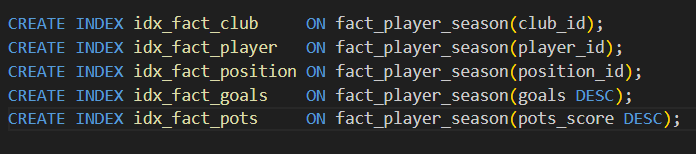 CREATE INDEX idx_fact_club     ON fact_player_season(club_id);
CREATE INDEX idx_fact_player   ON fact_player_season(player_id);
CREATE INDEX idx_fact_position ON fact_player_season(position_id);
CREATE INDEX idx_fact_goals    ON fact_player_season(goals DESC);
CREATE INDEX idx_fact_pots     ON fact_player_season(pots_score DESC);